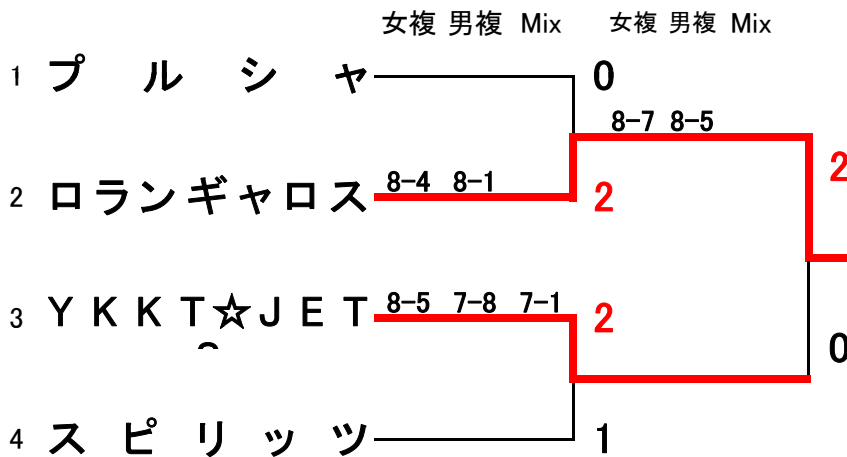 女複 男複 Mix 女複 男複 Mix
1 プルシャ 0
8-7 8-5
2
2 ロランギャロス 8-4 8-1 2
3 YKKT☆JET 8-5 7-8 7-1 2
0
4 スピリッツ 1